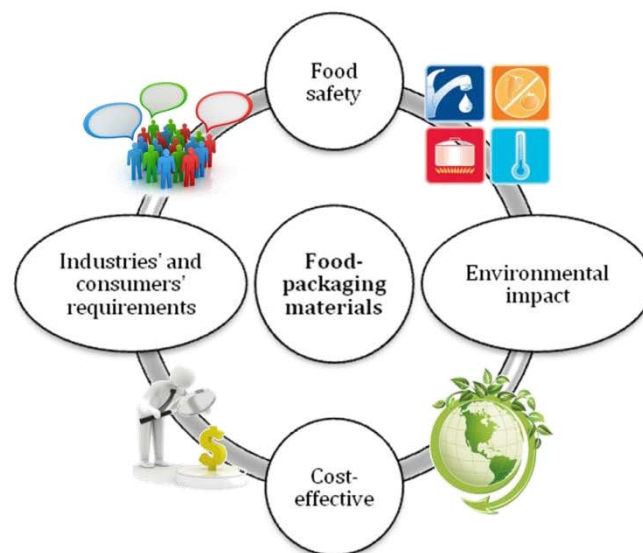 Food
safety
Industries' and
consumers'
requirements
Food-
packaging
materials
Environmental
impact
$
Cost-
effective